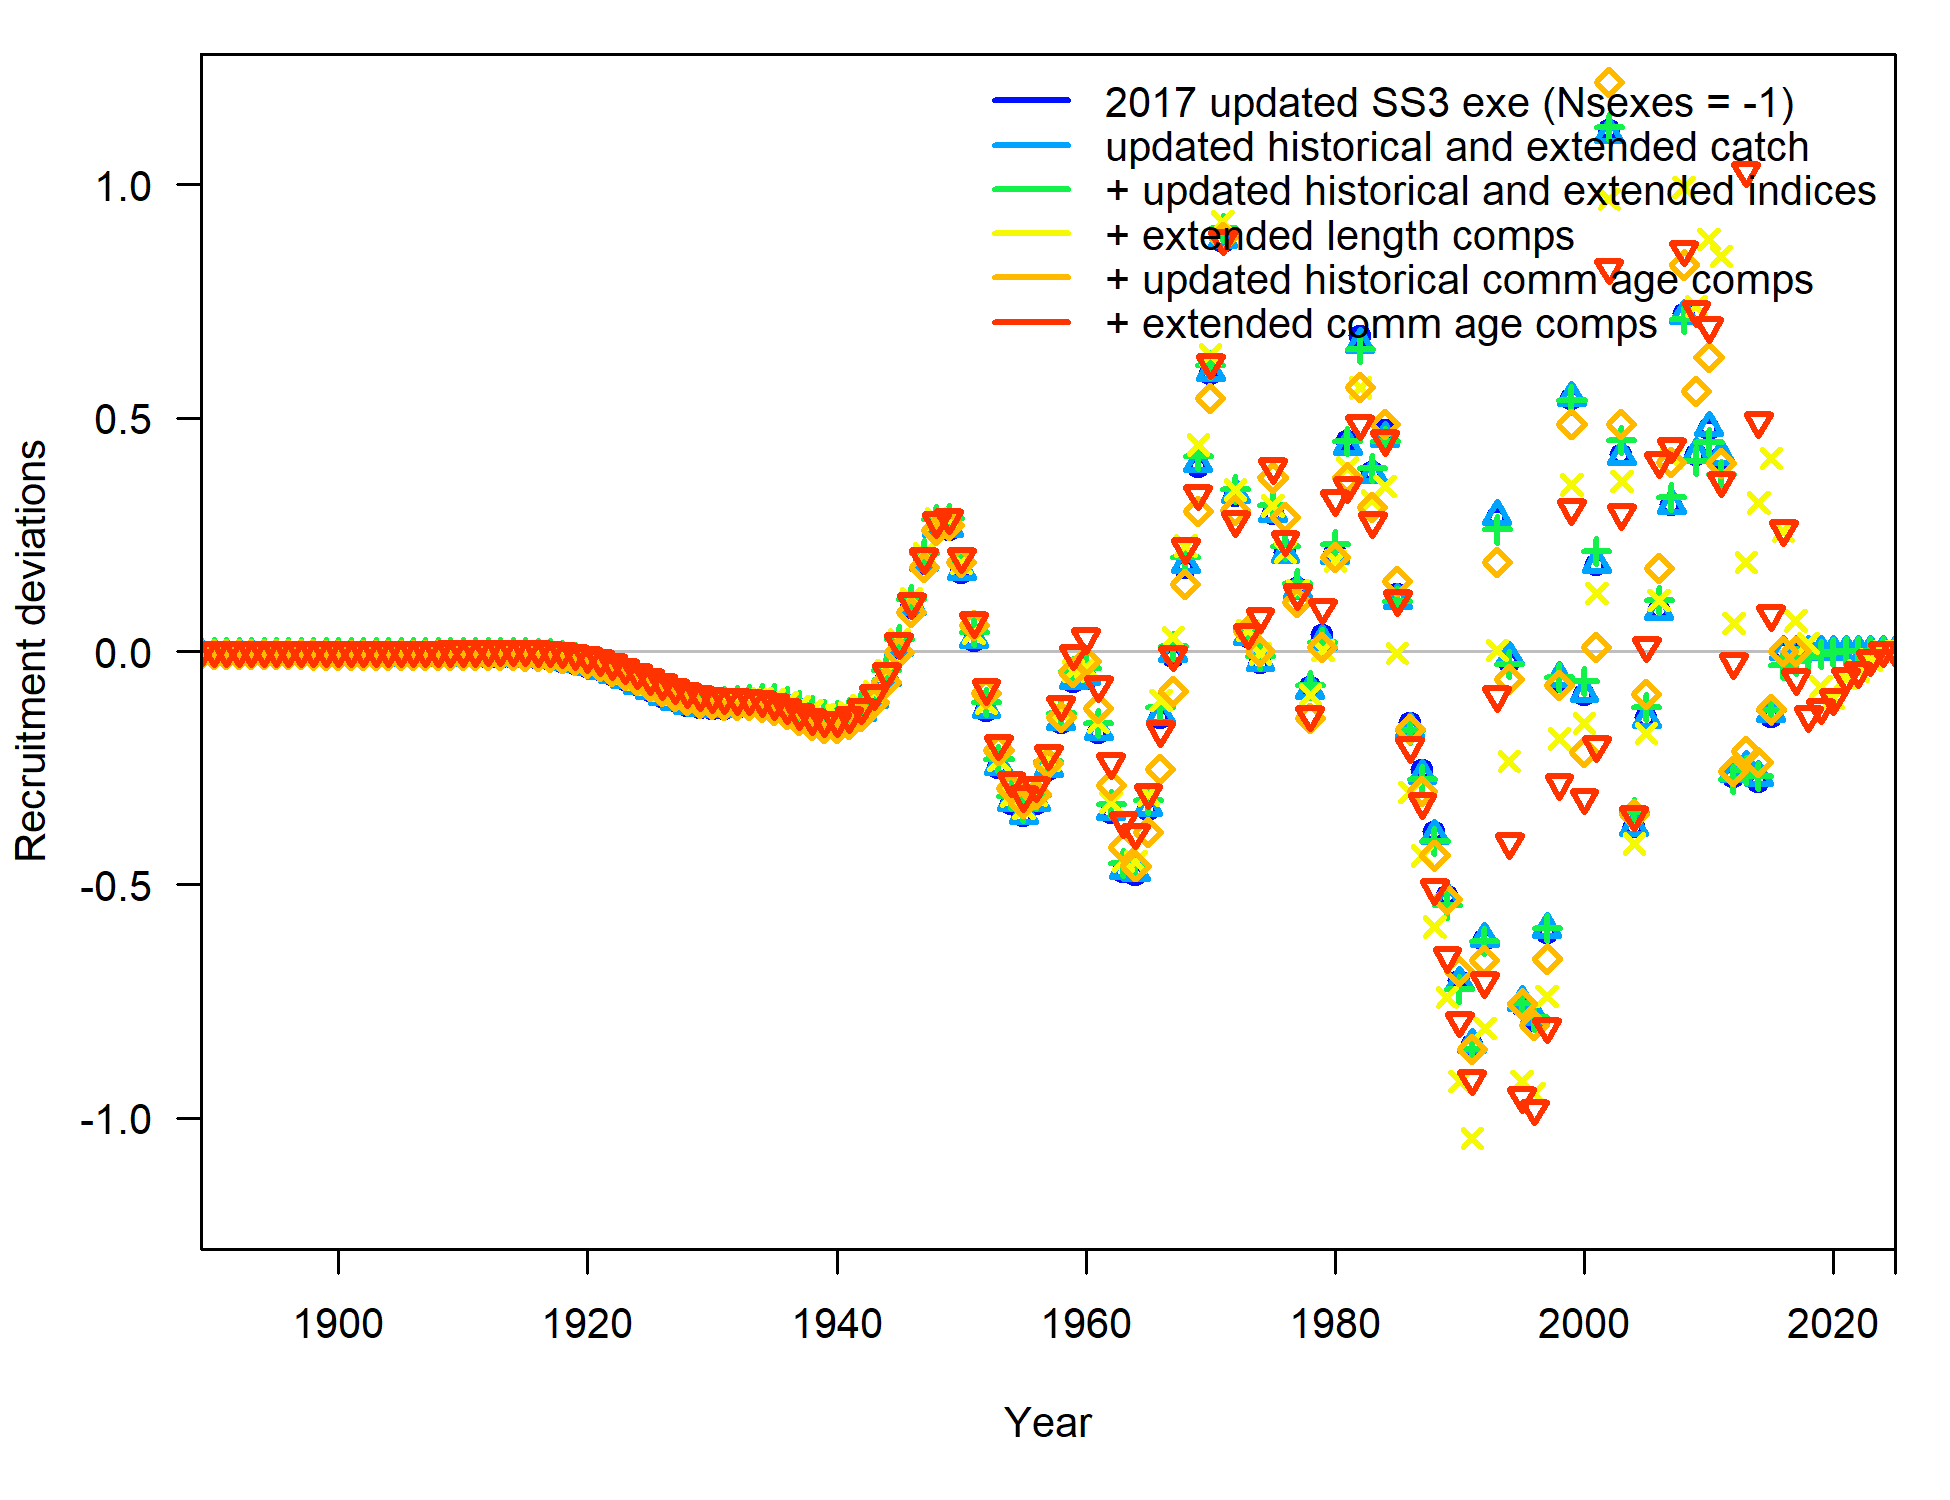 2017 updated SS3 exe (Nsexes = -1)
updated historical and extended catch
+ updated historical and extended indices
+ extended length comps
+ updated historical comm age comps
+ extended comm age comps
Recruitment deviations
1.0
0.5
0.0
-0.5
-1.0
1900 1920 1940 1960 1980 2000 2020
Year